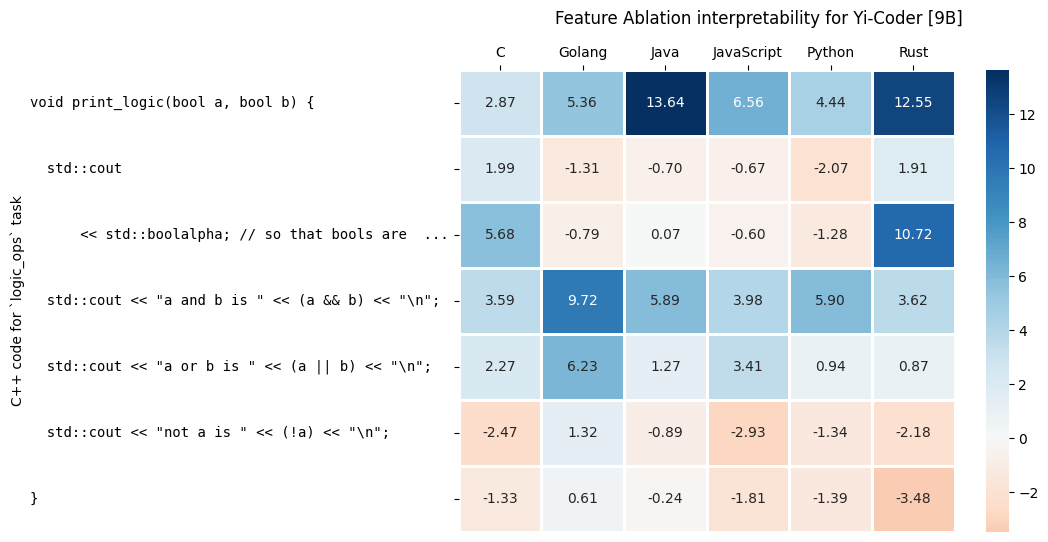 Feature Ablation interpretability for Yi-Coder [9B]
C Golang Java JavaScript Python Rust
void print_logic(bool a, bool b) { 2.87 5.36 13.64 6.56 4.44 12.55
std::cout 1.99 -1.31 -0.70 -0.67 -2.07 1.91
<< std::boolalpha; // so that bools are  ... 5.68 -0.79 0.07 -0.60 -1.28 10.72
std::cout << "a and b is " << (a && b) << "\n"; 3.59 9.72 5.89 3.98 5.90 3.62
std::cout << "a or b is " << (a || b) << "\n"; 2.27 6.23 1.27 3.41 0.94 0.87
std::cout << "not a is " << (!a) << "\n"; -2.47 1.32 -0.89 -2.93 -1.34 -2.18
} -1.33 0.61 -0.24 -1.81 -1.39 -3.48
C++ code for `logic_ops` task
12
10
8
6
4
2
0
−2